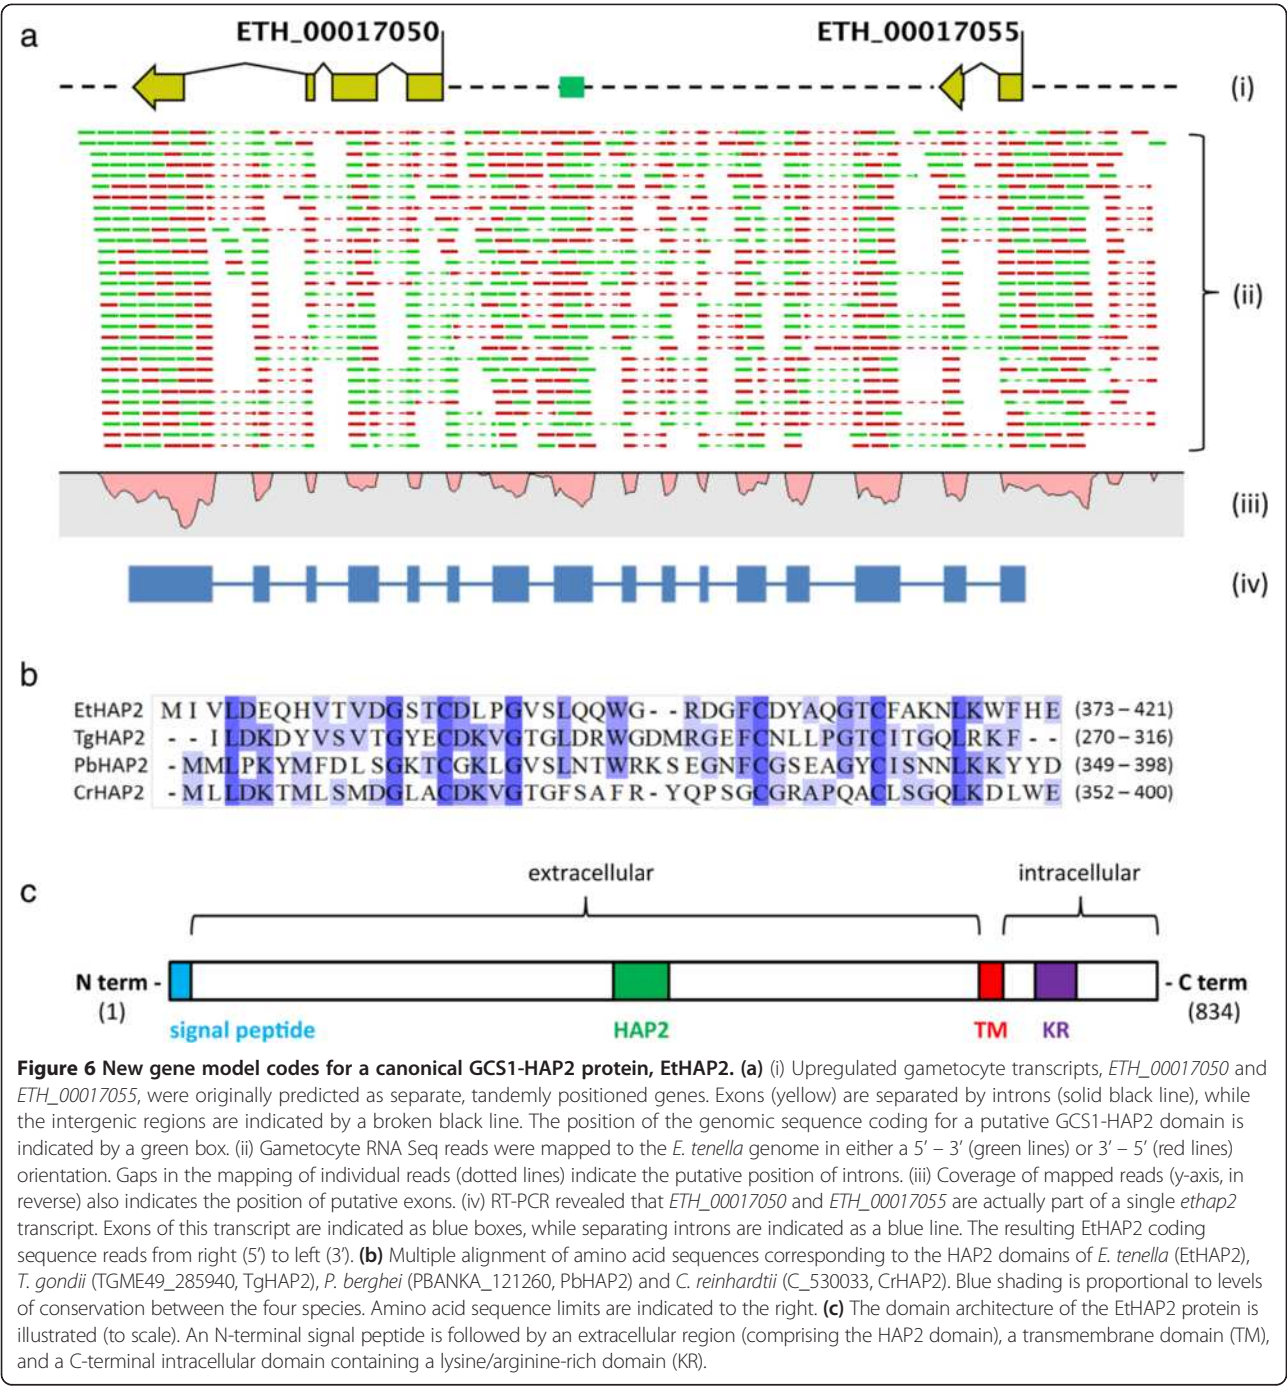 a
ETH_00017050
ETH_00017055
(i)
(ii)
(iii)
(iv)
b
EtHAP2 MIVLDEQHVTVDGSTCDLPGVSLQQWG--RDGFCDYAQGTCFAKNLKWFHE (373 – 421)
TgHAP2 --ILDKDYVSVTGYECDKVGTGLDRWGDMRGEFCNLLPGTCITGQLRKF-- (270 – 316)
PbHAP2 -MMLPKYMFDLSGKTCGKLGVSLNTWRKSEGNFCGSEAGYCISNNLKKYYD (349 – 398)
CrHAP2 -MLLDKTMLSMDGLACDKVGTGFSAFR-YQPSGCGRAPQACLSGQLKDLWE (352 – 400)
c
extracellular
intracellular
N term -
(1)
- C term
(834)
signal peptide
HAP2
TM
KR
Figure 6 New gene model codes for a canonical GCS1-HAP2 protein, EtHAP2. (a) (i) Upregulated gametocyte transcripts, ETH_00017050 and
ETH_00017055, were originally predicted as separate, tandemly positioned genes. Exons (yellow) are separated by introns (solid black line), while
the intergenic regions are indicated by a broken black line. The position of the genomic sequence coding for a putative GCS1-HAP2 domain is
indicated by a green box. (ii) Gametocyte RNA Seq reads were mapped to the E. tenella genome in either a 5′ – 3′ (green lines) or 3′ – 5′ (red lines)
orientation. Gaps in the mapping of individual reads (dotted lines) indicate the putative position of introns. (iii) Coverage of mapped reads (y-axis, in
reverse) also indicates the position of putative exons. (iv) RT-PCR revealed that ETH_00017050 and ETH_00017055 are actually part of a single ethap2
transcript. Exons of this transcript are indicated as blue boxes, while separating introns are indicated as a blue line. The resulting EtHAP2 coding
sequence reads from right (5′) to left (3′). (b) Multiple alignment of amino acid sequences corresponding to the HAP2 domains of E. tenella (EtHAP2),
T. gondii (TGME49_285940, TgHAP2), P. berghei (PBANKA_121260, PbHAP2) and C. reinhardtii (C_530033, CrHAP2). Blue shading is proportional to levels
of conservation between the four species. Amino acid sequence limits are indicated to the right. (c) The domain architecture of the EtHAP2 protein is
illustrated (to scale). An N-terminal signal peptide is followed by an extracellular region (comprising the HAP2 domain), a transmembrane domain (TM),
and a C-terminal intracellular domain containing a lysine/arginine-rich domain (KR).